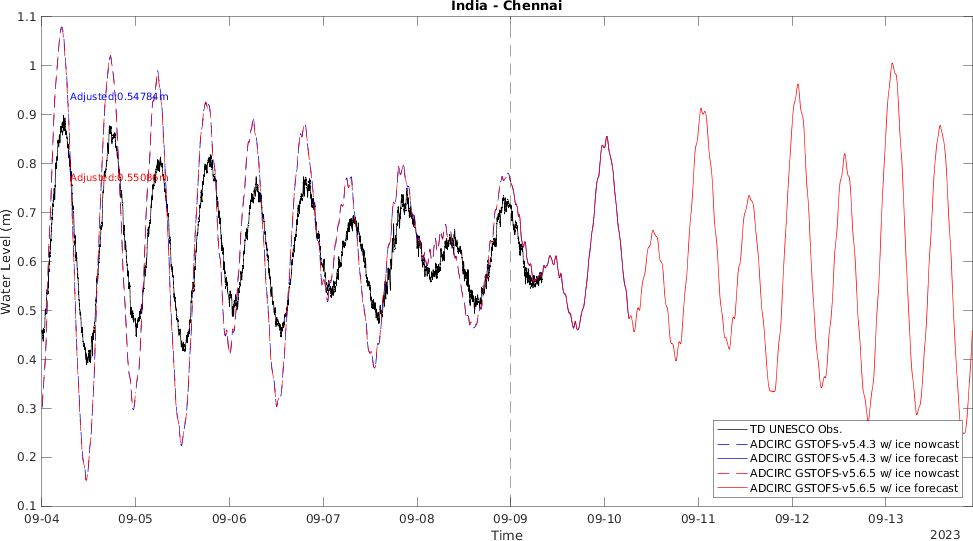 India - Chennai
1.1
1
0.9
0.8
0.7
0.6
0.5
0.4
0.3
0.2
0.1
Water Level (m)
Adjusted:0.54784m
Adjusted:0.55086m
TD UNESCO Obs.
ADCIRC GSTOFS-v5.4.3 w/ ice nowcast
ADCIRC GSTOFS-v5.4.3 w/ ice forecast
ADCIRC GSTOFS-v5.6.5 w/ ice nowcast
ADCIRC GSTOFS-v5.6.5 w/ ice forecast
09-04 09-05 09-06 09-07 09-08 09-09 09-10 09-11 09-12 09-13
Time
2023